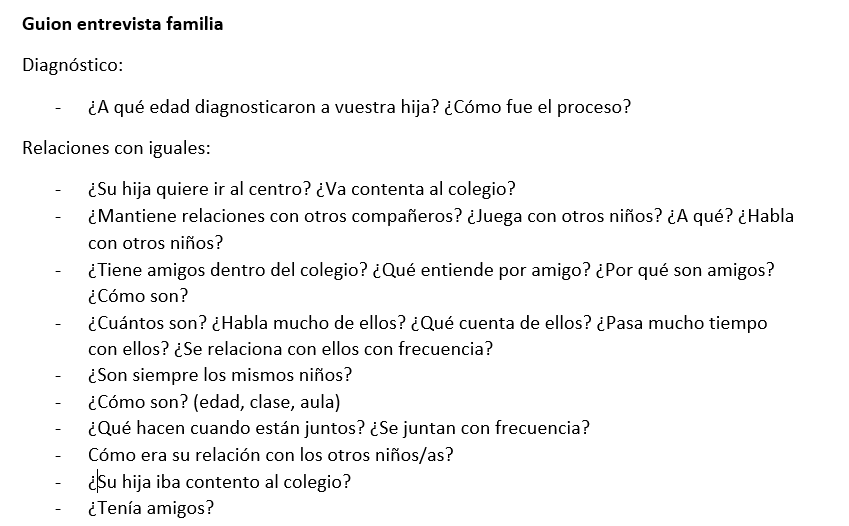 Guion entrevista familia
Diagnóstico:
- ¿A qué edad diagnosticaron a vuestra hija? ¿Cómo fue el proceso?
Relaciones con iguales:
- ¿Su hija quiere ir al centro? ¿Va contenta al colegio?
- ¿Mantiene relaciones con otros compañeros? ¿Juega con otros niños? ¿A qué? ¿Habla
con otros niños?
- ¿Tiene amigos dentro del colegio? ¿Qué entiende por amigo? ¿Por qué son amigos?
¿Cómo son?
- ¿Cuántos son? ¿Habla mucho de ellos? ¿Qué cuenta de ellos? ¿Pasa mucho tiempo
con ellos? ¿Se relaciona con ellos con frecuencia?
- ¿Son siempre los mismos niños?
- ¿Cómo son? (edad, clase, aula)
- ¿Qué hacen cuando están juntos? ¿Se juntan con frecuencia?
- Cómo era su relación con los otros niños/as?
- ¿Su hija iba contento al colegio?
- ¿Tenía amigos?